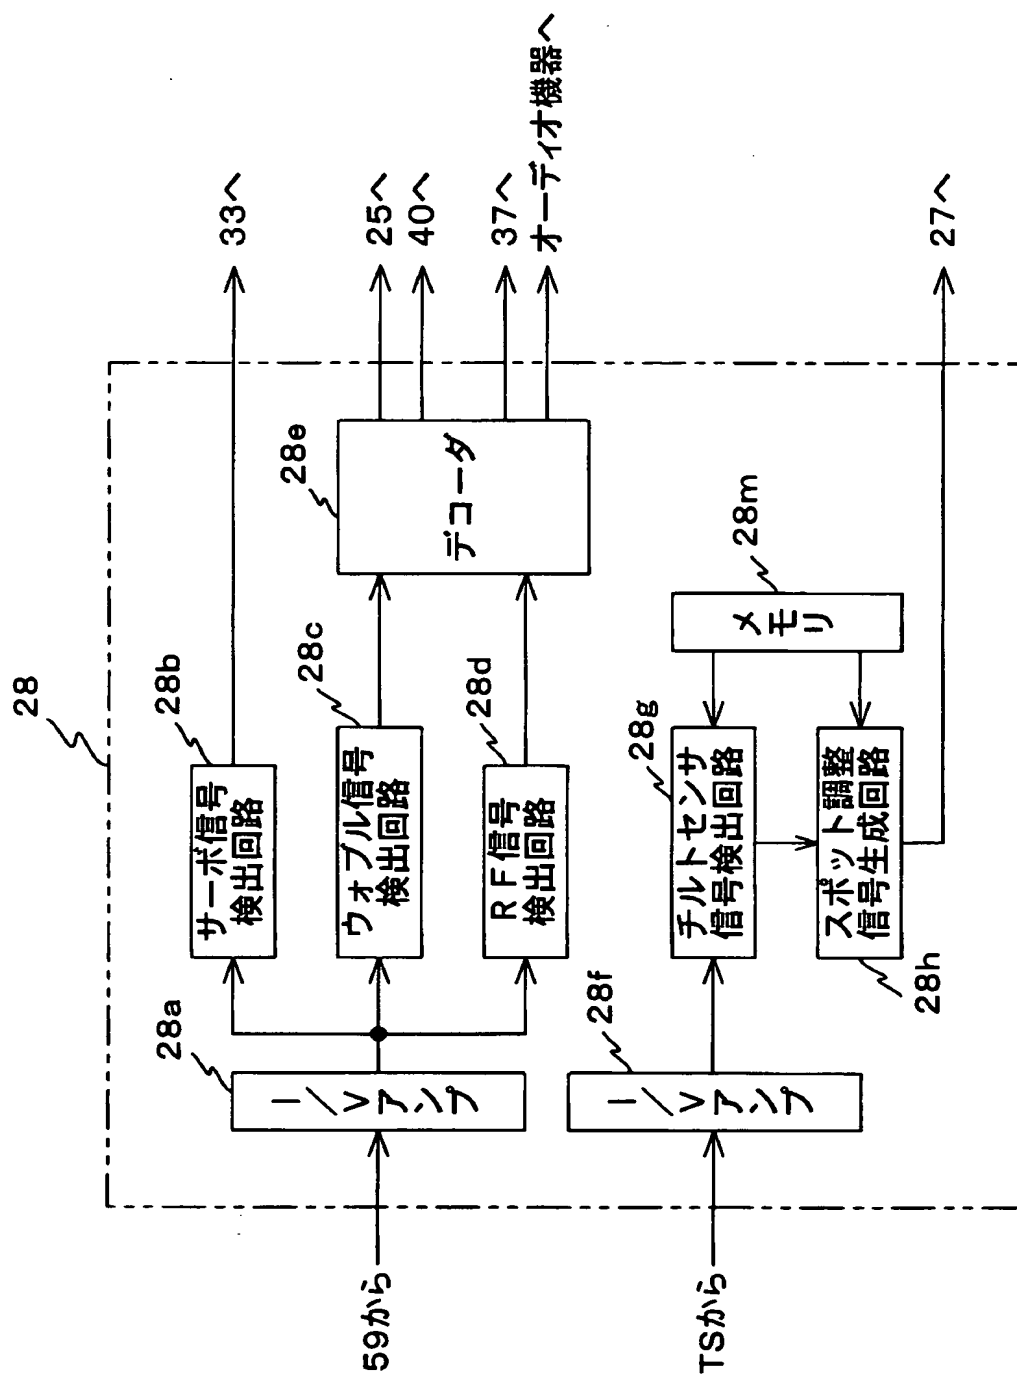 28
28a
28b
28c
28d
28e
28f
28g
28h
28m
59から
I/Vアンプ
サーボ信号
検出回路
ウォブル信号
検出回路
RF信号
検出回路
デコーダ
33へ
25へ
40へ
37へ
オーディオ機器へ
TSから
I/Vアンプ
チルトセンサ
信号検出回路
スポット調整
信号生成回路
メモリ
27へ